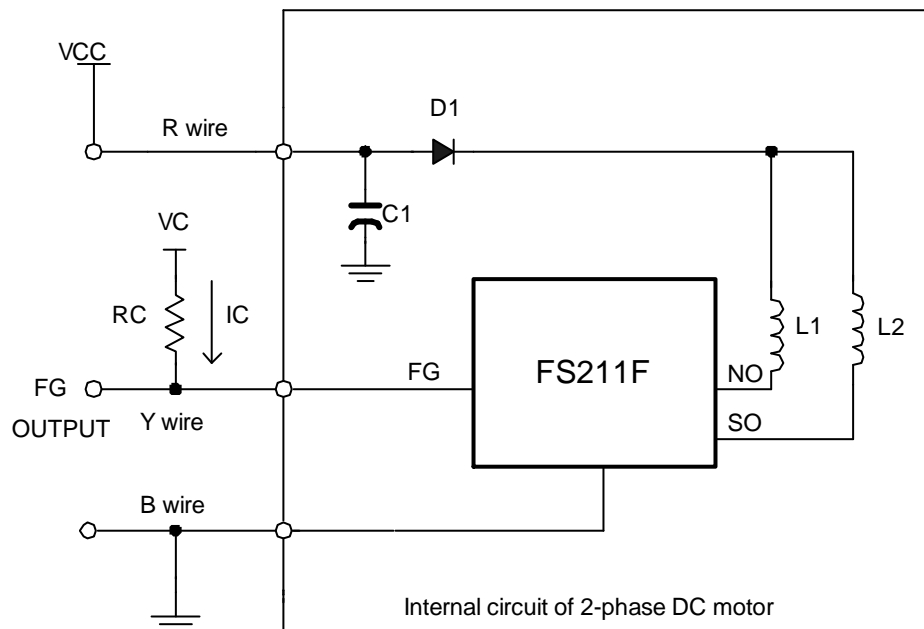 VCC
D1
R wire
C1
VC
RC
IC
L1
L2
FG
FS211F
NO
FG
OUTPUT
Y wire
SO
B wire
Internal circuit of 2-phase DC motor